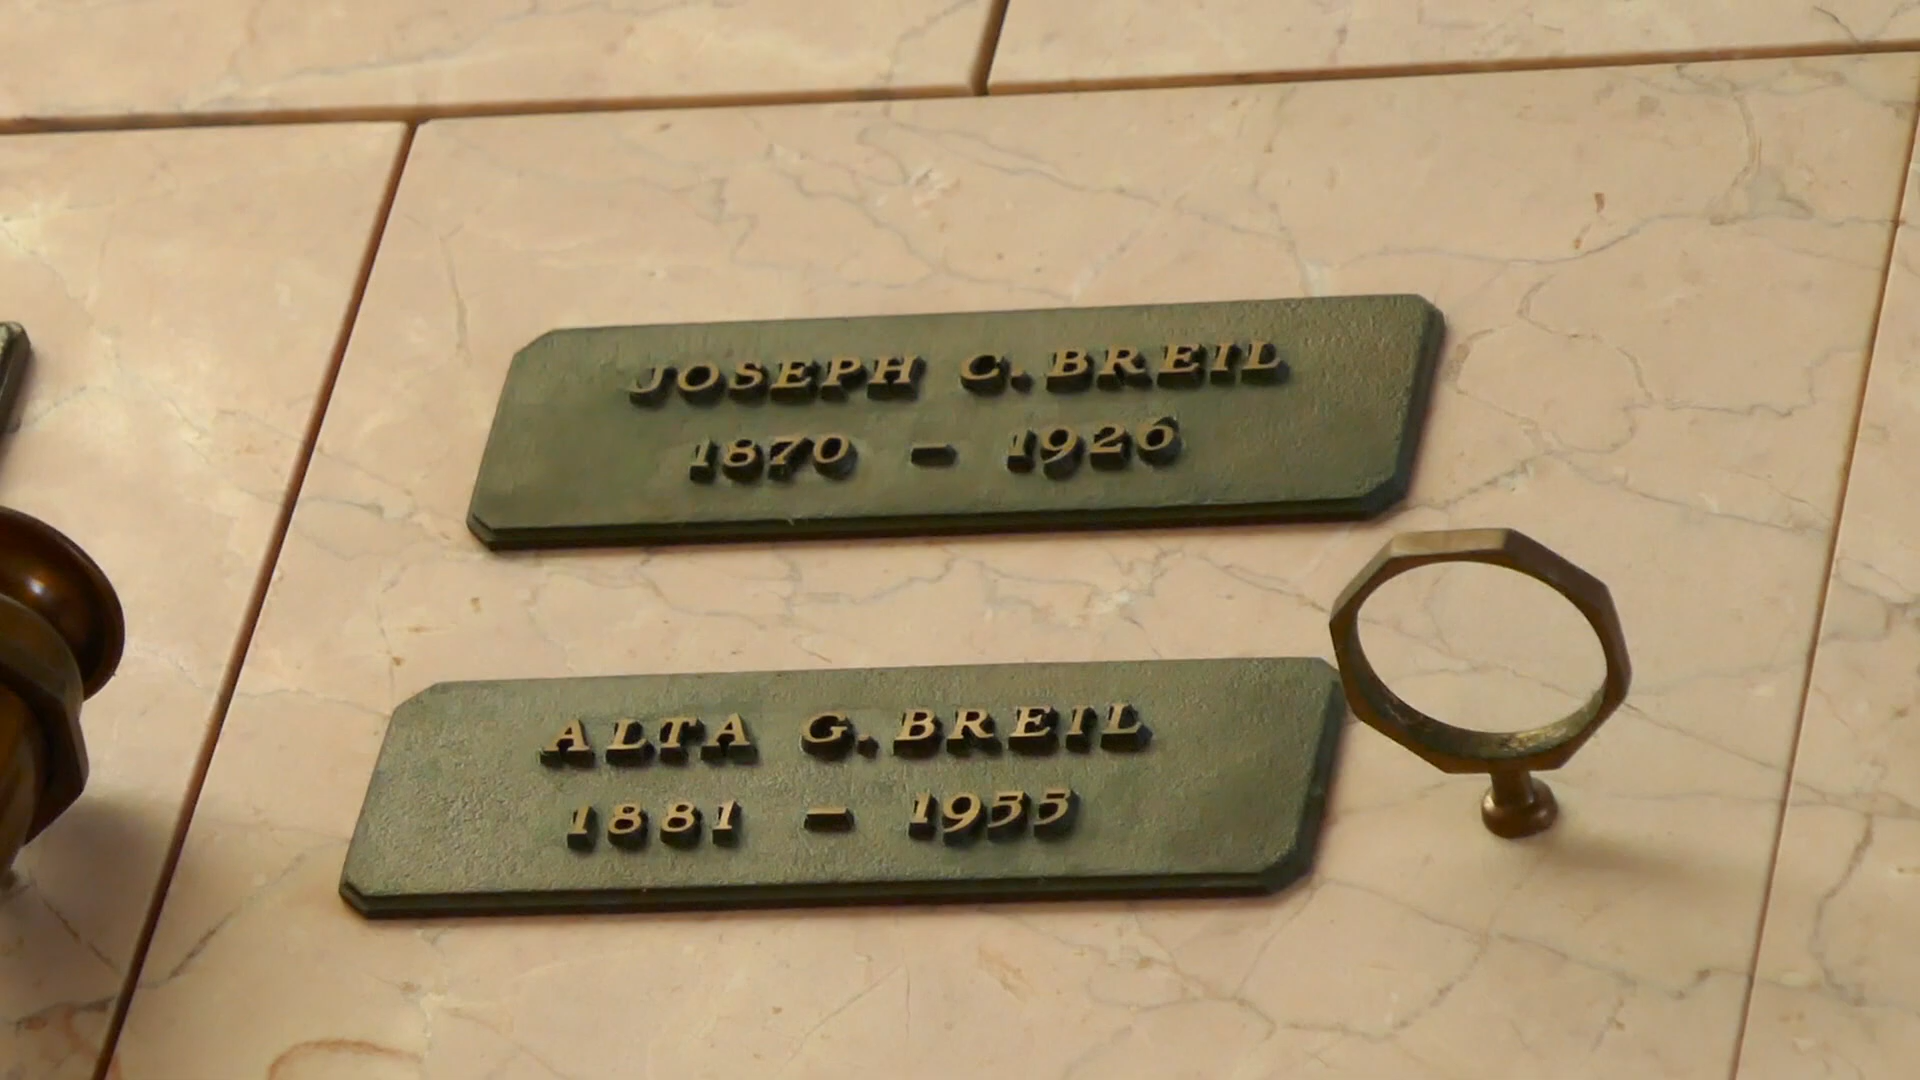 JOSEPH C. BREIL
1870 – 1926
ALTA G. BREIL
1881 – 1955